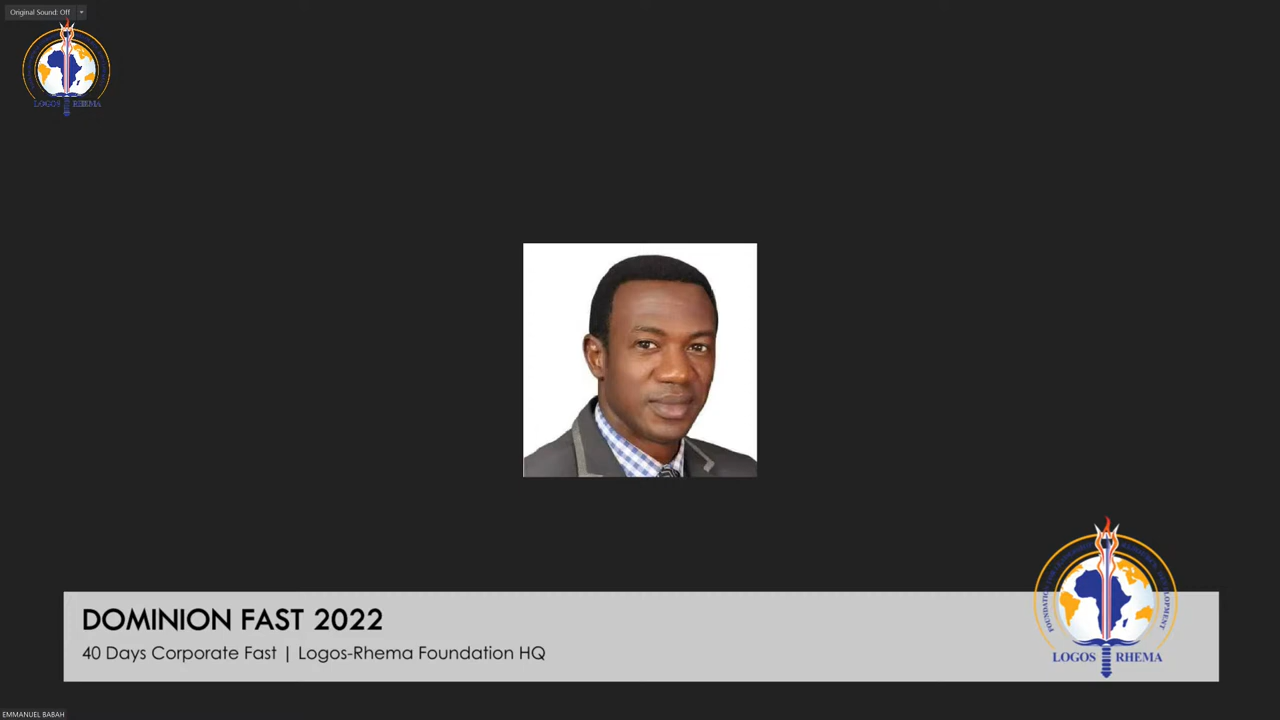 Original Sound: Off
LOGOS RHEMA
DOMINION FAST 2022
40 Days Corporate Fast | Logos-Rhema Foundation HQ
LOGOS RHEMA
EMMANUEL BABAH